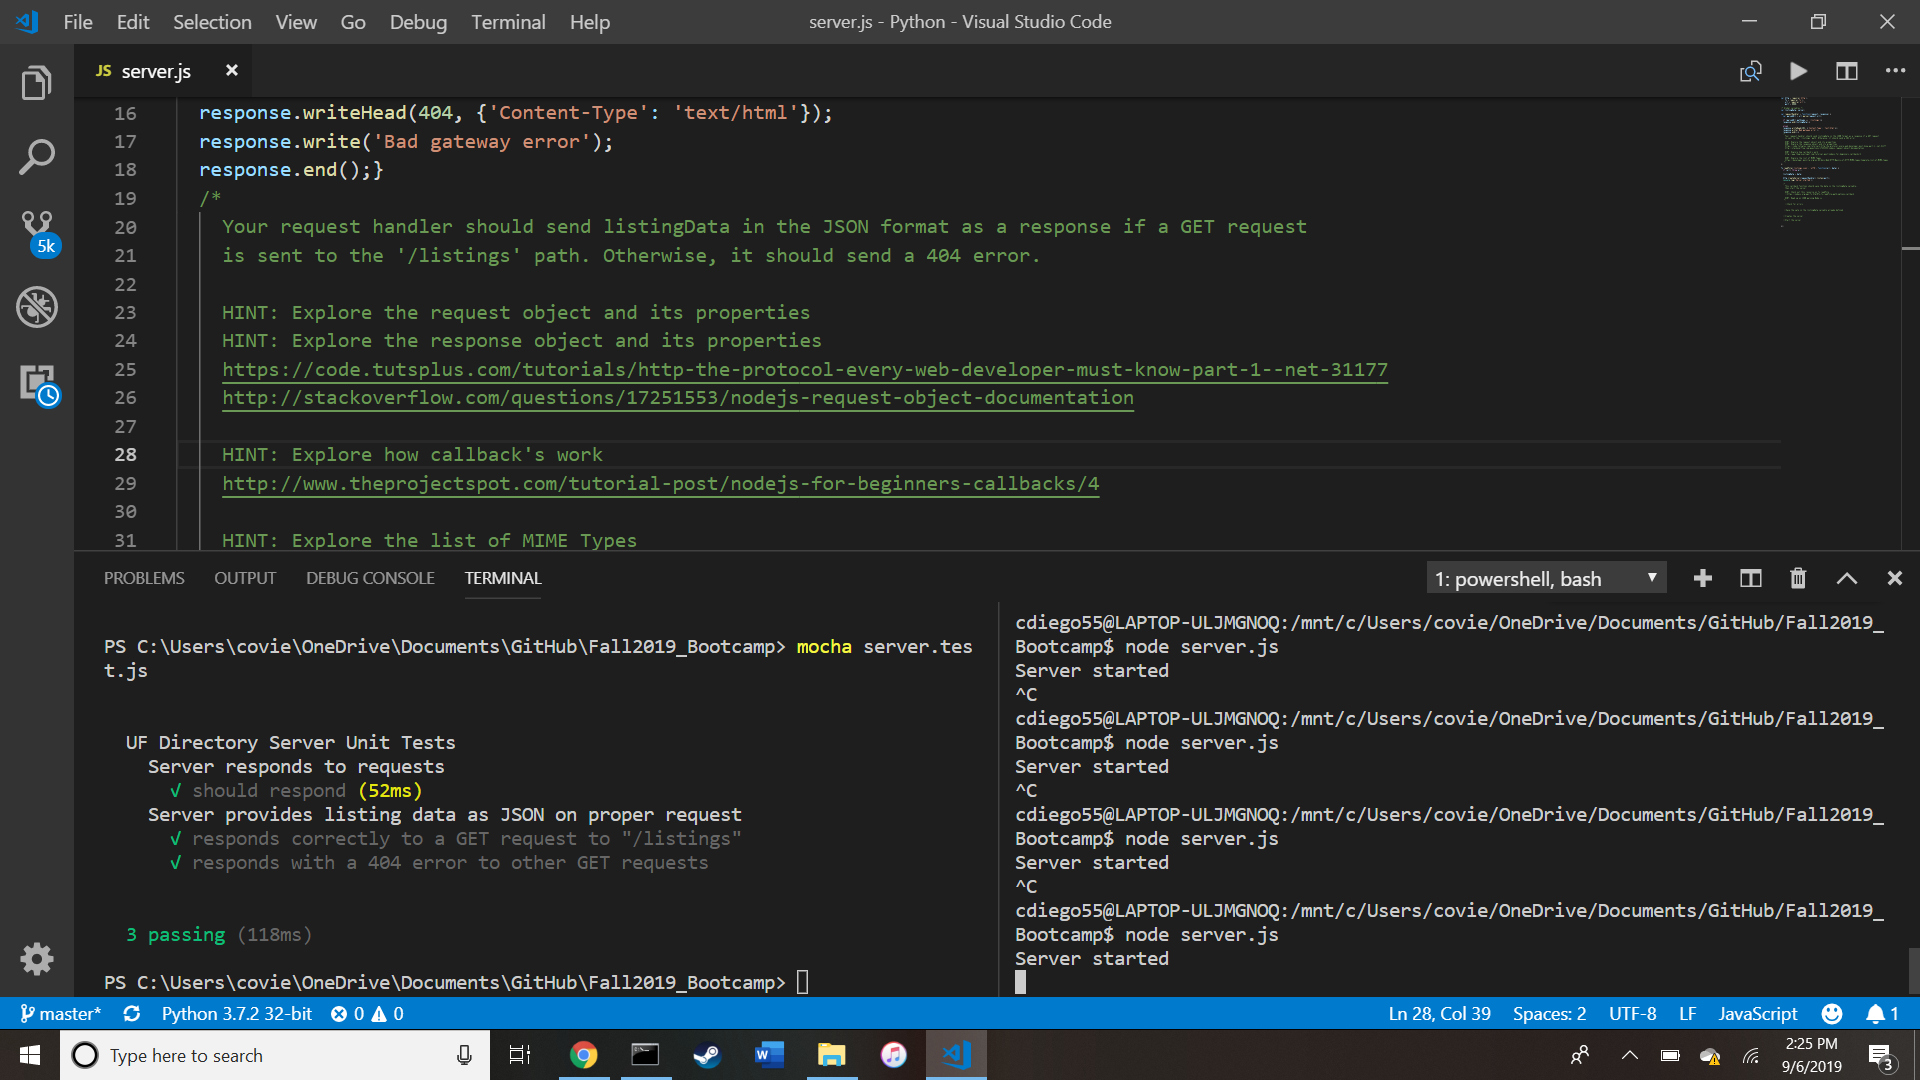 File Edit Selection View Go Debug Terminal Help
server.js - Python - Visual Studio Code
JS server.js
16 response.writeHead(404, {'Content-Type': 'text/html'});
17 response.write('Bad gateway error');
18 response.end();}
19 /*
20 Your request handler should send listingData in the JSON format as a response if a GET request
21 is sent to the '/listings' path. Otherwise, it should send a 404 error.
22
23 HINT: Explore the request object and its properties
24 HINT: Explore the response object and its properties
25 https://code.tutsplus.com/tutorials/http-the-protocol-every-web-developer-must-know-part-1--net-31177
26 http://stackoverflow.com/questions/17251553/nodejs-request-object-documentation
27
28 HINT: Explore how callback's work
29 http://www.theprojectspot.com/tutorial-post/nodejs-for-beginners-callbacks/4
30
31 HINT: Explore the list of MIME Types
5k
PROBLEMS OUTPUT DEBUG CONSOLE TERMINAL
1: powershell, bash
PS C:\Users\covie\OneDrive\Documents\GitHub\Fall2019_Bootcamp> mocha server.tes
t.js
UF Directory Server Unit Tests
Server responds to requests
√ should respond (52ms)
Server provides listing data as JSON on proper request
√ responds correctly to a GET request to "/listings"
√ responds with a 404 error to other GET requests
3 passing (118ms)
PS C:\Users\covie\OneDrive\Documents\GitHub\Fall2019_Bootcamp>
cdiego55@LAPTOP-ULJMGNOQ:/mnt/c/Users/covie/OneDrive/Documents/GitHub/Fall2019_
Bootcamp$ node server.js
Server started
^C
cdiego55@LAPTOP-ULJMGNOQ:/mnt/c/Users/covie/OneDrive/Documents/GitHub/Fall2019_
Bootcamp$ node server.js
Server started
^C
cdiego55@LAPTOP-ULJMGNOQ:/mnt/c/Users/covie/OneDrive/Documents/GitHub/Fall2019_
Bootcamp$ node server.js
Server started
^C
cdiego55@LAPTOP-ULJMGNOQ:/mnt/c/Users/covie/OneDrive/Documents/GitHub/Fall2019_
Bootcamp$ node server.js
Server started
master* Python 3.7.2 32-bit 0 0 Ln 28, Col 39 Spaces: 2 UTF-8 LF JavaScript 1
Type here to search
2:25 PM
9/6/2019
3